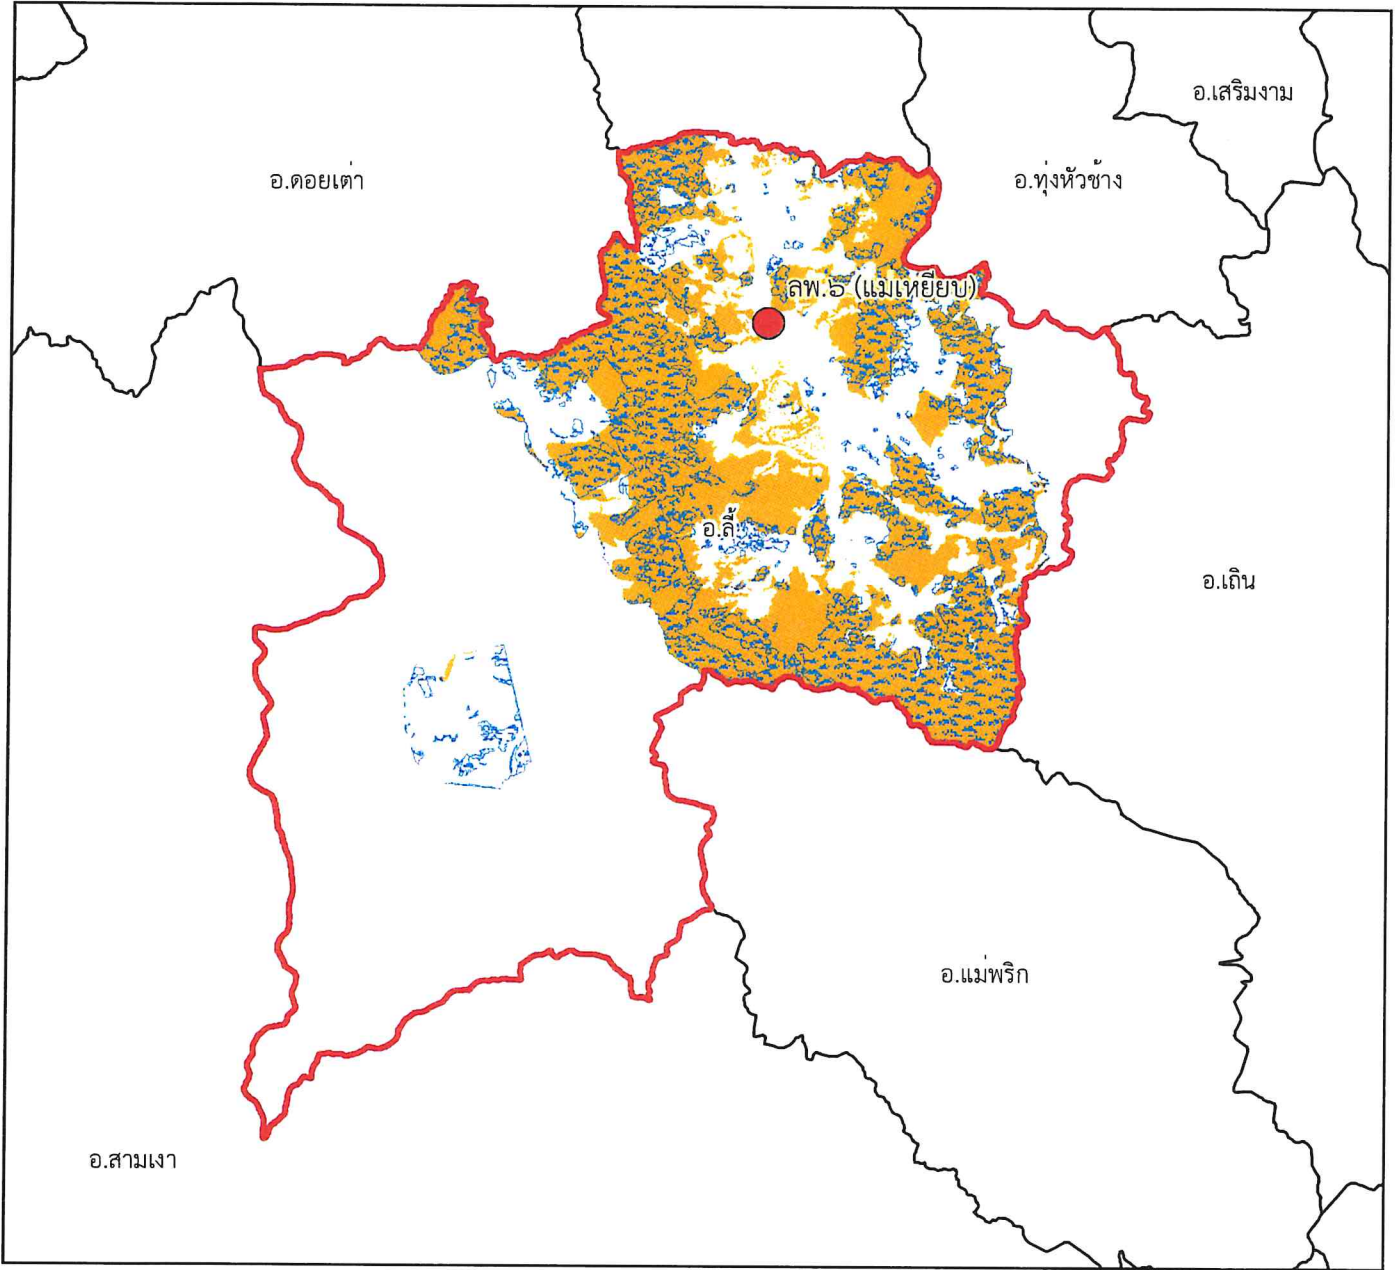 อ.เสริมงาม
อ.ดอยเต่า
อ.ทุ่งหัวช้าง
ลพ.๖ (แม่เหยียบ)
อ.ลี้
อ.เถิน
อ.แม่พริก
อ.สามเงา